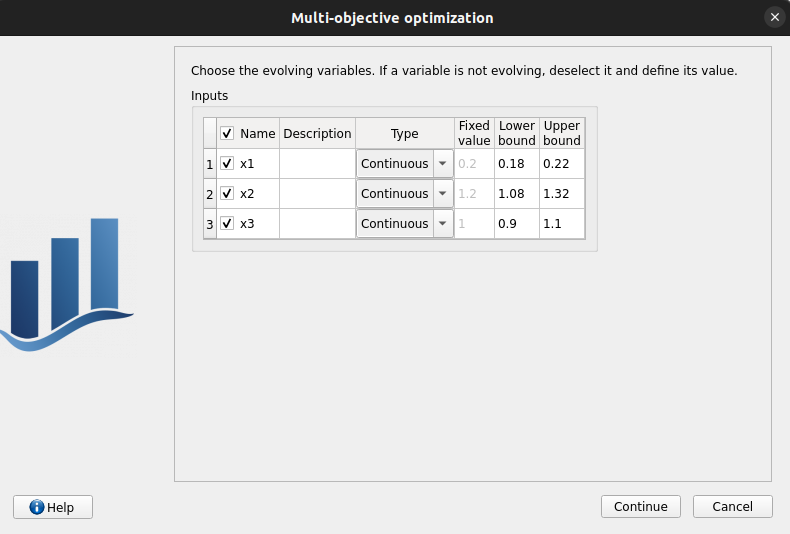 Multi-objective optimization
Choose the evolving variables. If a variable is not evolving, deselect it and define its value.
Inputs
Name Description Type Fixed value Lower bound Upper bound
1 x1 Continuous 0.2 0.18 0.22
2 x2 Continuous 1.2 1.08 1.32
3 x3 Continuous 1 0.9 1.1
Help Continue Cancel